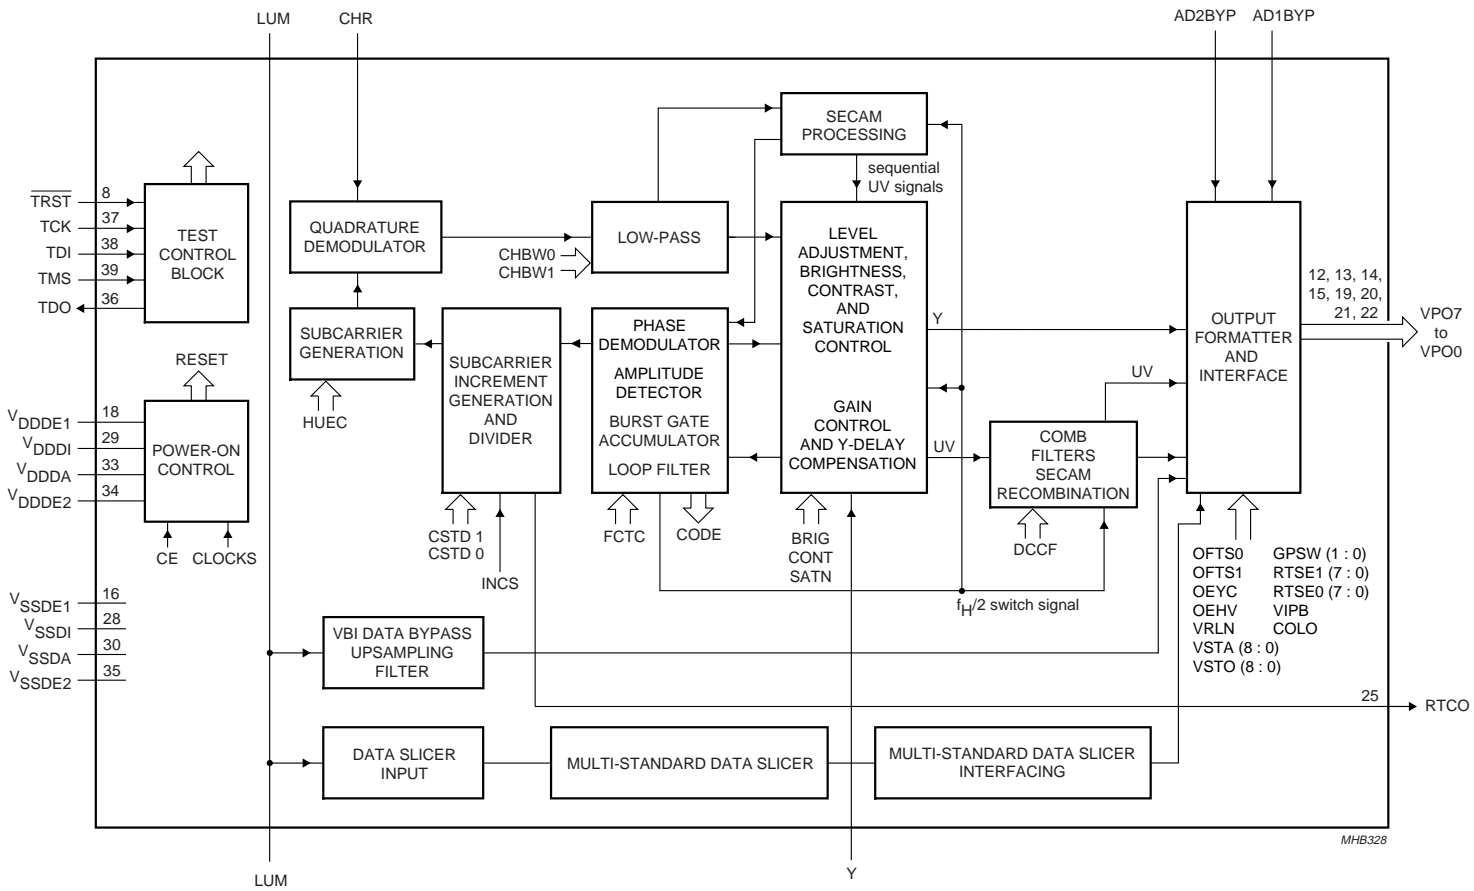 LUM
CHR
AD2BYP
AD1BYP
SECAM
PROCESSING
sequential
UV signals
TRST
8
TCK
37
TDI
38
TMS
39
TDO
36
TEST
CONTROL
BLOCK
QUADRATURE
DEMODULATOR
LOW-PASS
CHBW0
CHBW1
LEVEL
ADJUSTMENT,
BRIGHTNESS,
CONTRAST,
AND
SATURATION
CONTROL
GAIN
CONTROL
AND Y-DELAY
COMPENSATION
Y
UV
SUBCARRIER
GENERATION
HUEC
SUBCARRIER
INCREMENT
GENERATION
AND
DIVIDER
PHASE
DEMODULATOR
AMPLITUDE
DETECTOR
BURST GATE
ACCUMULATOR
LOOP FILTER
OUTPUT
FORMATTER
AND
INTERFACE
12, 13, 14,
15, 19, 20,
21, 22
VPO7
to
VPO0
UV
COMB
FILTERS
SECAM
RECOMBINATION
RESET
VDDDE1
18
VDDDI
29
VDDDA
33
VDDDE2
34
POWER-ON
CONTROL
CE
CLOCKS
CSTD 1
CSTD 0
INCS
FCTC
CODE
BRIG
CONT
SATN
DCCF
fH/2 switch signal
OFTS0
OFTS1
OEYC
OEHV
VRLN
VSTA (8 : 0)
VSTO (8 : 0)
GPSW (1 : 0)
RTSE1 (7 : 0)
RTSE0 (7 : 0)
VIPB
COLO
VSSDE1
16
VSSDI
28
VSSDA
30
VSSDE2
35
VBI DATA BYPASS
UPSAMPLING
FILTER
25
RTCO
DATA SLICER
INPUT
MULTI-STANDARD DATA SLICER
MULTI-STANDARD DATA SLICER
INTERFACING
MHB328
LUM
Y